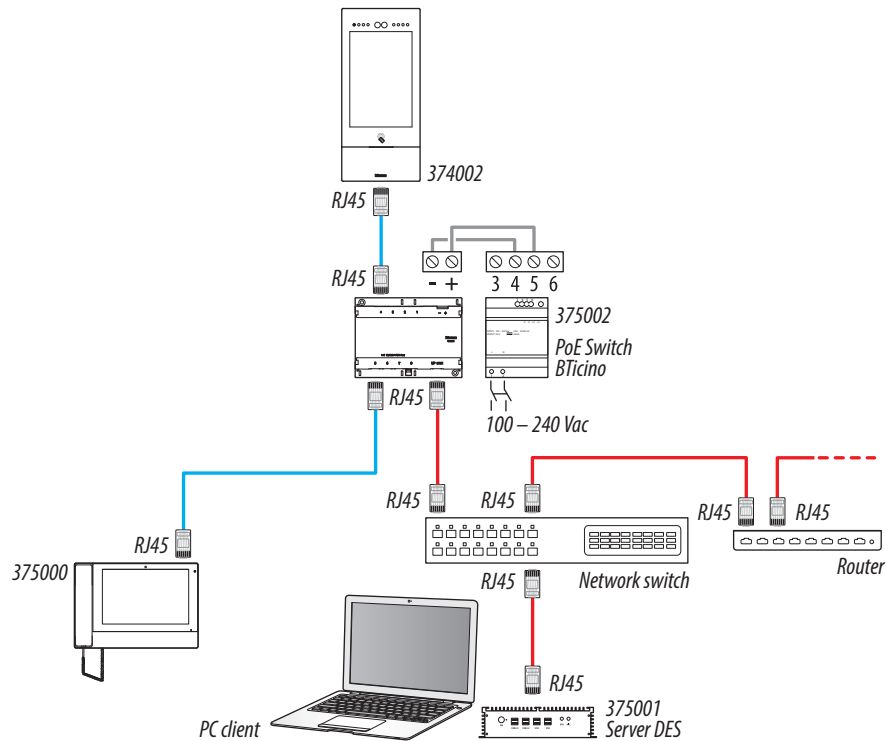 374002
RJ45
RJ45
- +
3 4 5 6
375002
PoE Switch
BTicino
RJ45
100 – 240 Vac
RJ45
RJ45
RJ45
RJ45
RJ45
375000
RJ45
Network switch
Router
RJ45
375001
Server DES
PC client